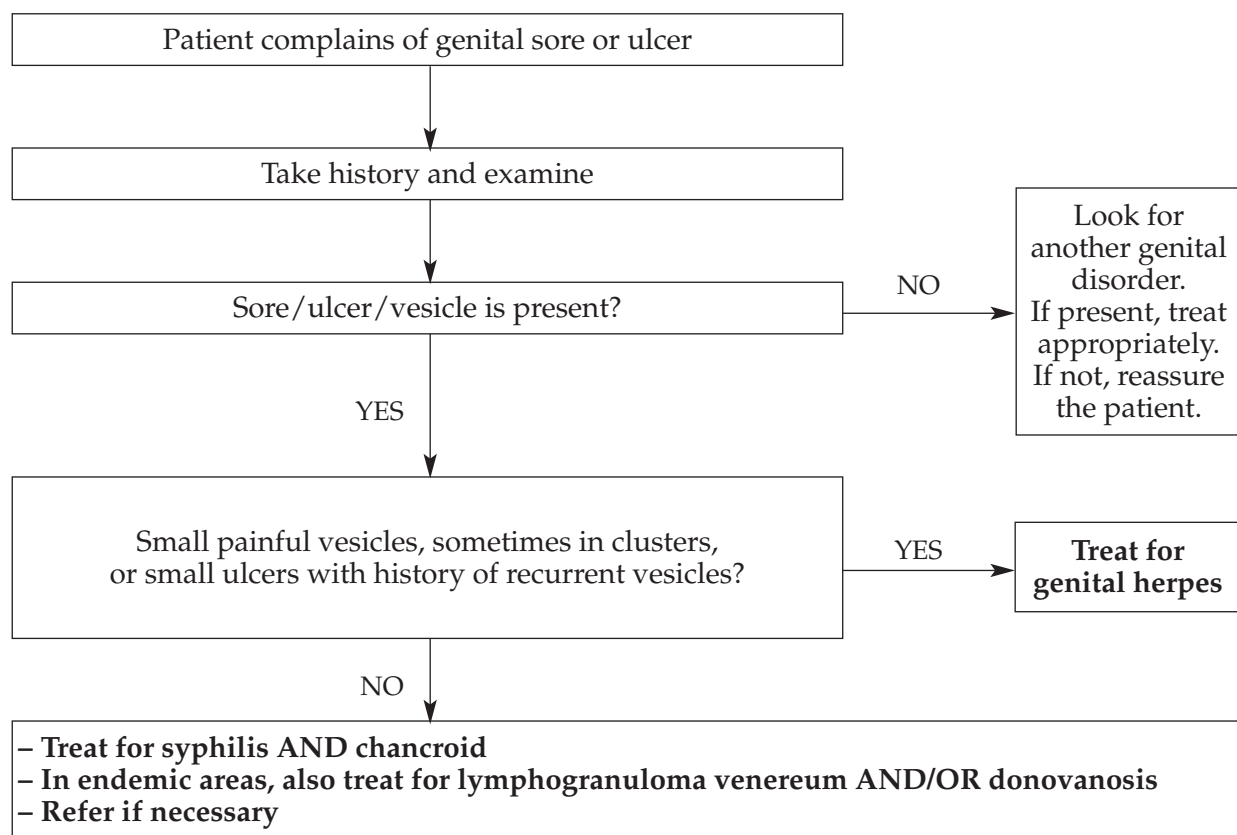 Patient complains of genital sore or ulcer
Take history and examine
Sore/ulcer/vesicle is present?
NO
Look for
another genital
disorder.
If present, treat
appropriately.
If not, reassure
the patient.
YES
Small painful vesicles, sometimes in clusters,
or small ulcers with history of recurrent vesicles?
YES
Treat for
genital herpes
NO
– Treat for syphilis AND chancroid
– In endemic areas, also treat for lymphogranuloma venereum AND/OR donovanosis
– Refer if necessary